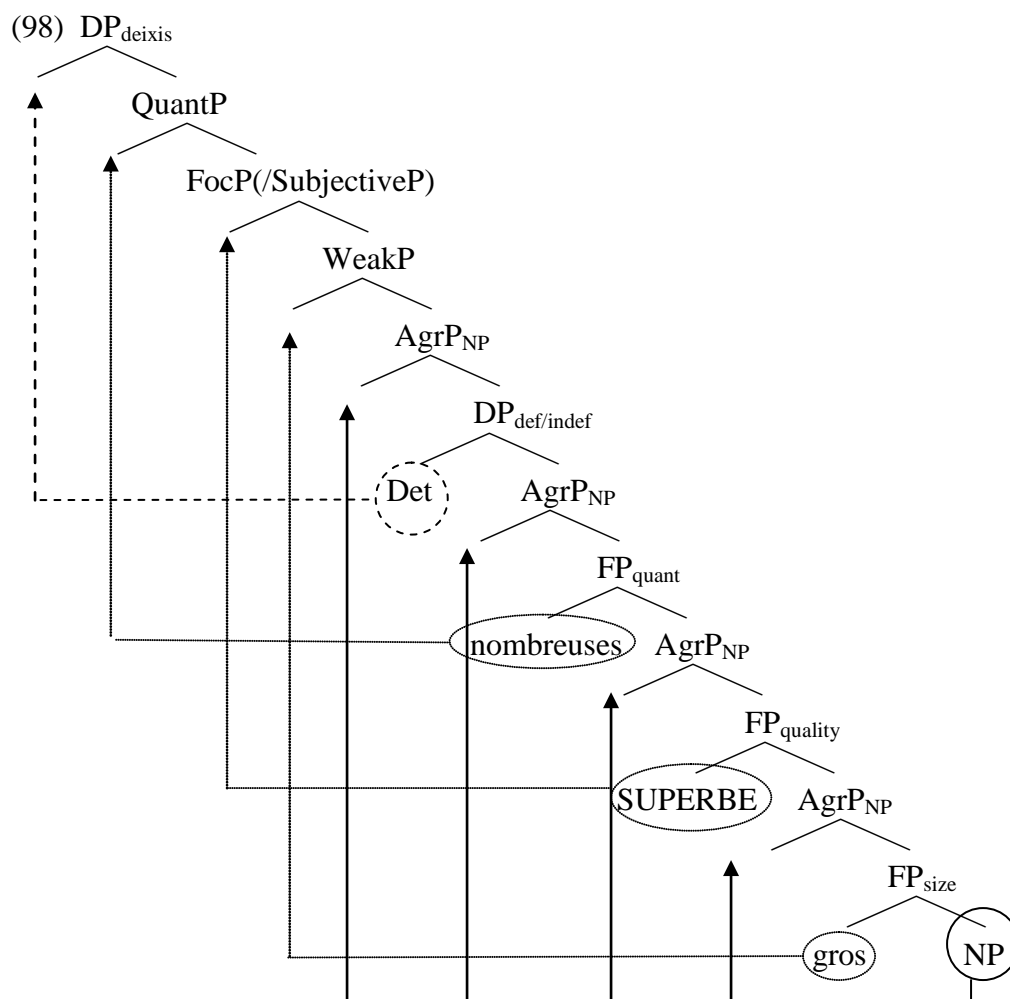 (98) DPdeixis
QuantP
FocP(/SubjectiveP)
WeakP
AgrPNP
DPdef/indef
Det AgrPNP
FPquant
nombreuses AgrPNP
FPquality
SUPERBE AgrPNP
FPsize
gros NP